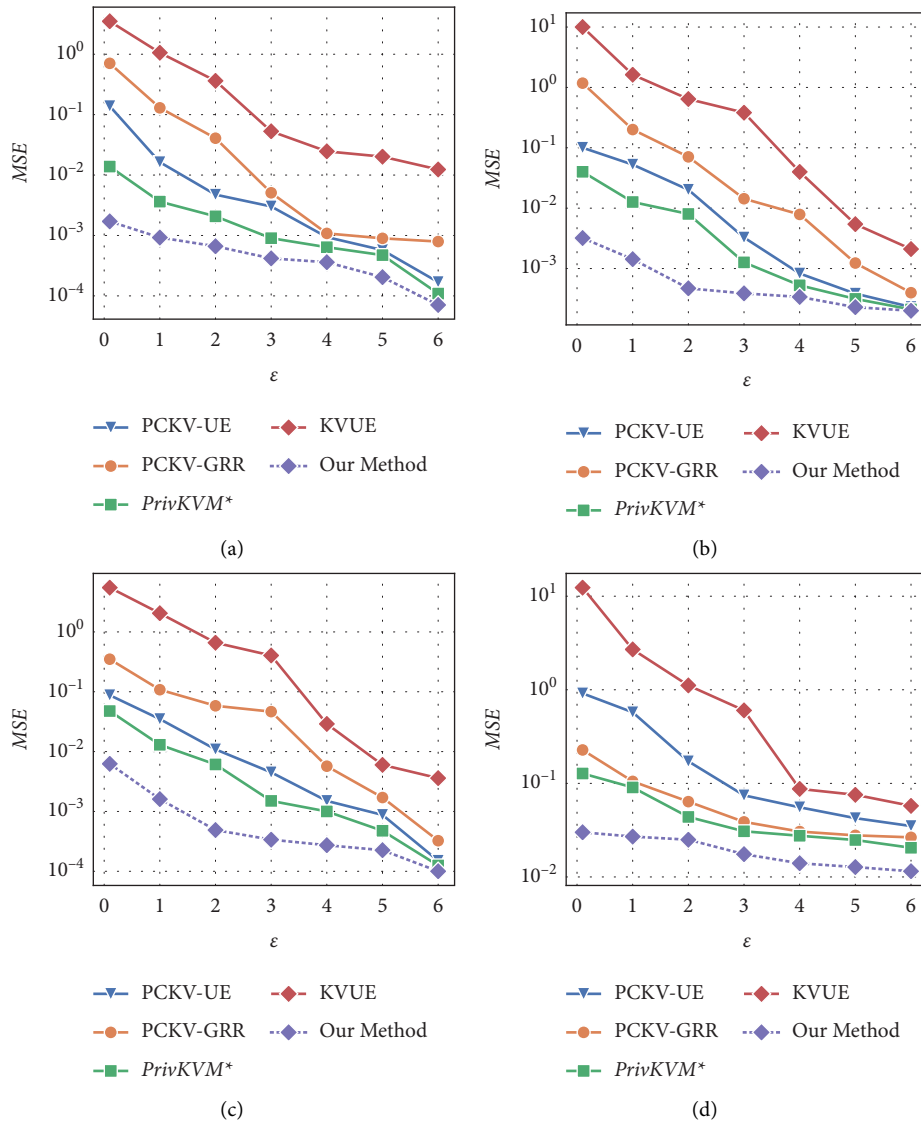 10^0
10^-1
10^-2
10^-3
10^-4
MSE
0 1 2 3 4 5 6
ε
PCKV-UE KVUE
PCKV-GRR Our Method
PrivKVM*
(a)
10^1
10^0
10^-1
10^-2
10^-3
MSE
0 1 2 3 4 5 6
ε
PCKV-UE KVUE
PCKV-GRR Our Method
PrivKVM*
(b)
10^0
10^-1
10^-2
10^-3
10^-4
MSE
0 1 2 3 4 5 6
ε
PCKV-UE KVUE
PCKV-GRR Our Method
PrivKVM*
(c)
10^1
10^0
10^-1
10^-2
MSE
0 1 2 3 4 5 6
ε
PCKV-UE KVUE
PCKV-GRR Our Method
PrivKVM*
(d)